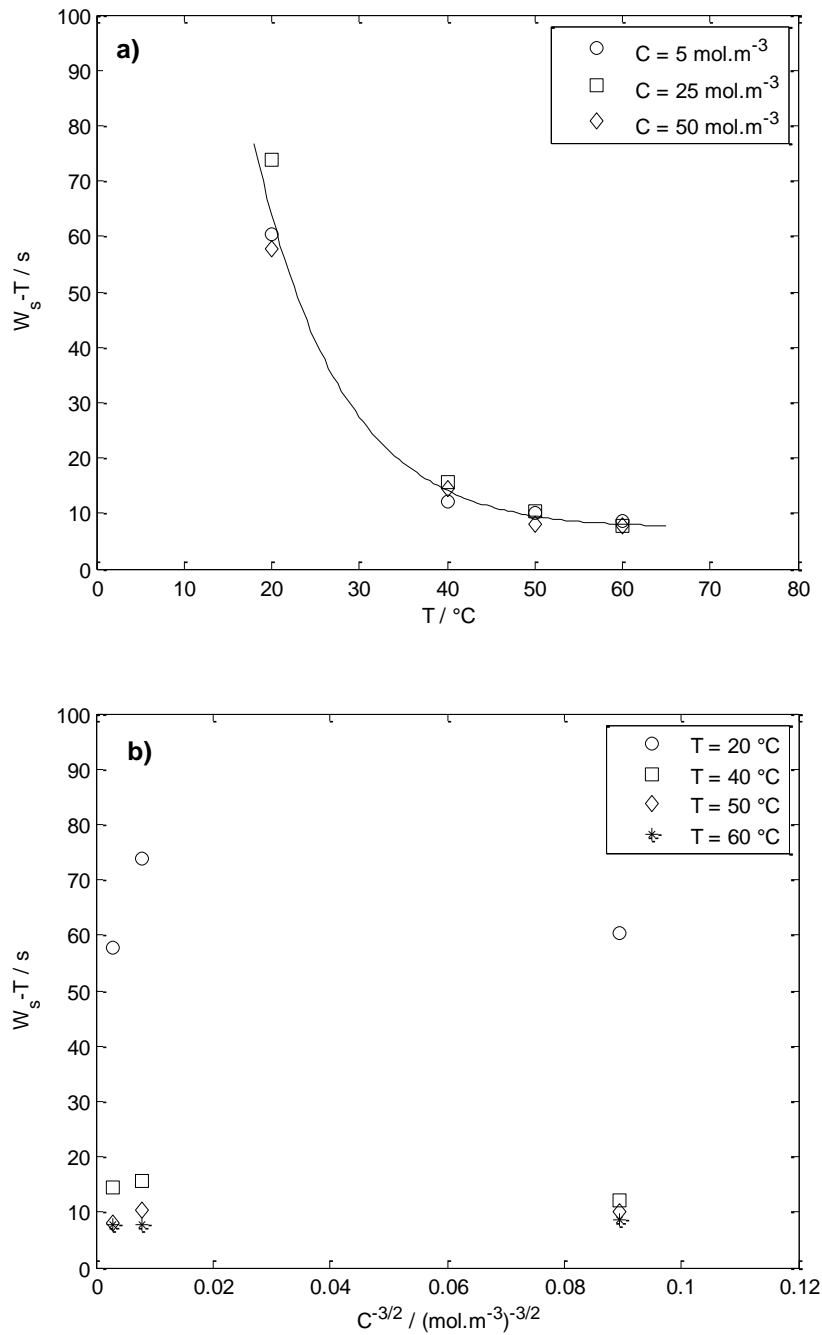 a)
C = 5 mol.m-3
C = 25 mol.m-3
C = 50 mol.m-3
100
90
80
70
60
50
40
30
20
10
0
Ws-T / s
0 10 20 30 40 50 60 70 80
T / °C
b)
T = 20 °C
T = 40 °C
T = 50 °C
T = 60 °C
100
90
80
70
60
50
40
30
20
10
0
Ws-T / s
0 0.02 0.04 0.06 0.08 0.1 0.12
C-3/2 / (mol.m-3)-3/2